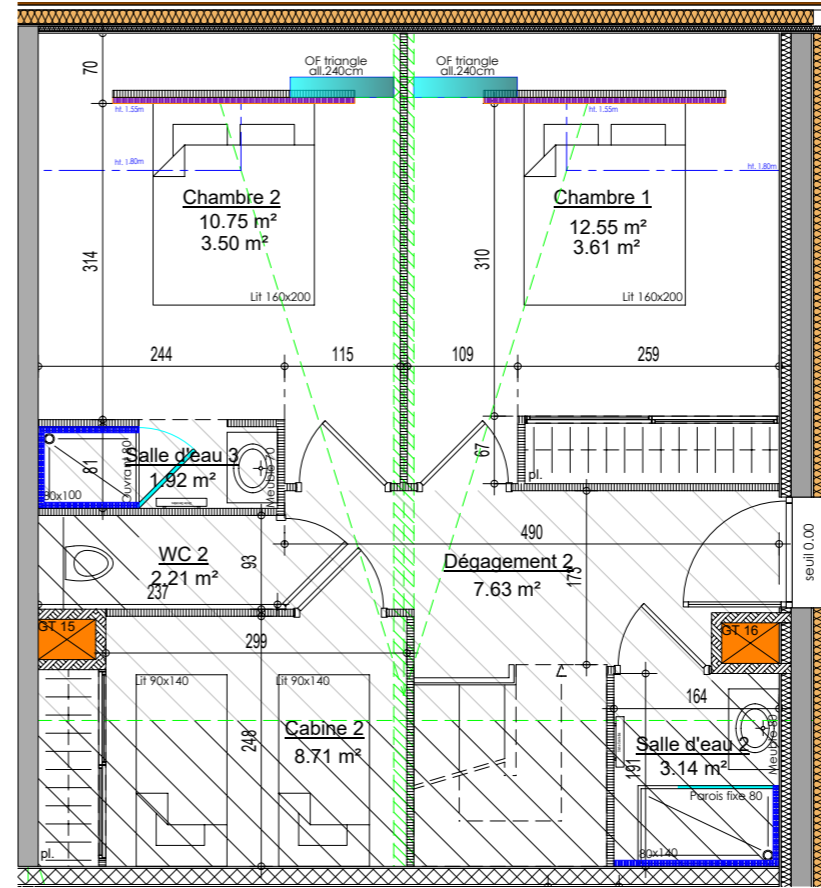 70
OF triangle
all.240cm
OF triangle
all.240cm
ht. 1.55m
ht. 1.55m
ht. 1.80m
ht. 1.80m
Chambre 2
10.75 m²
3.50 m²
Chambre 1
12.55 m²
3.61 m²
314
310
Lit 160x200
Lit 160x200
244
115
109
259
Salle d'eau 3
1.92 m²
81
Ouvrant 80
Meuble 70
80x100
67
pl.
490
seuil 0.00
WC 2
2.21 m²
93
237
Dégagement 2
7.63 m²
173
GT 15
GT 16
299
Lit 90x140
Lit 90x140
164
Cabine 2
8.71 m²
248
Salle d'eau 2
3.14 m²
191
Parois fixe 80
80x140
pl.